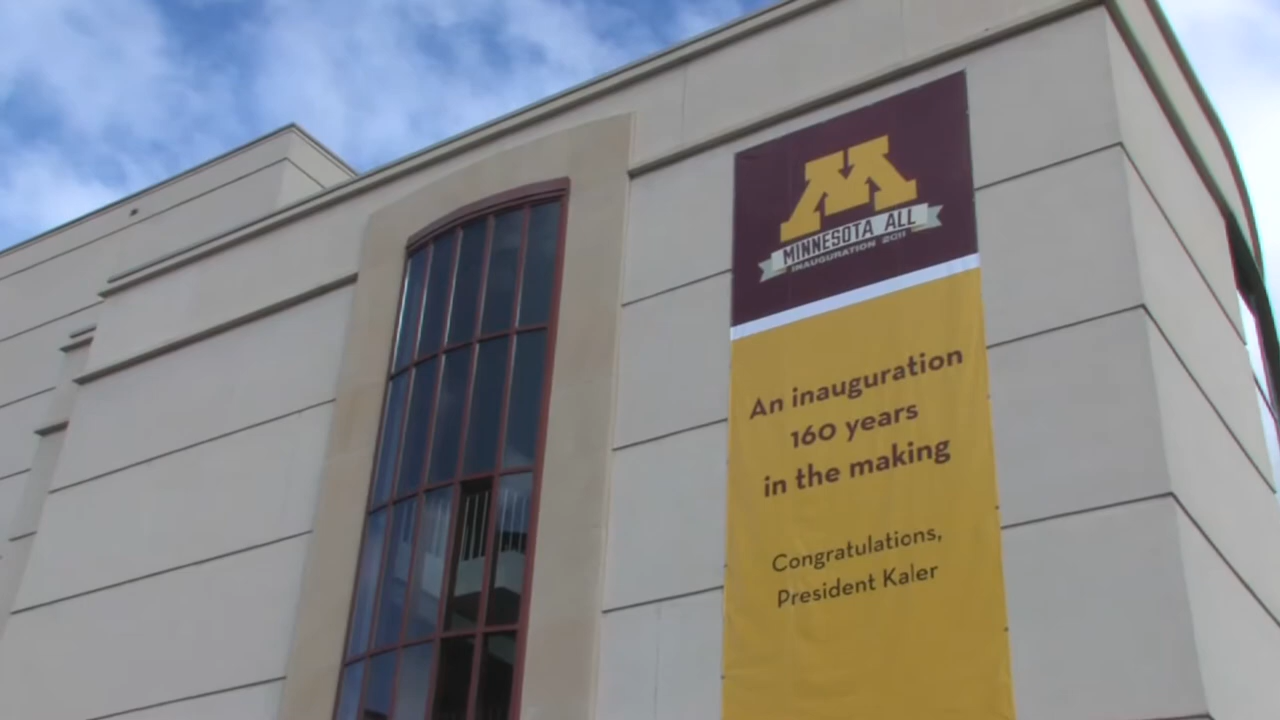 M
MINNESOTA ALL
INAUGURATION 2011
An inauguration
160 years
in the making
Congratulations,
President Kaler